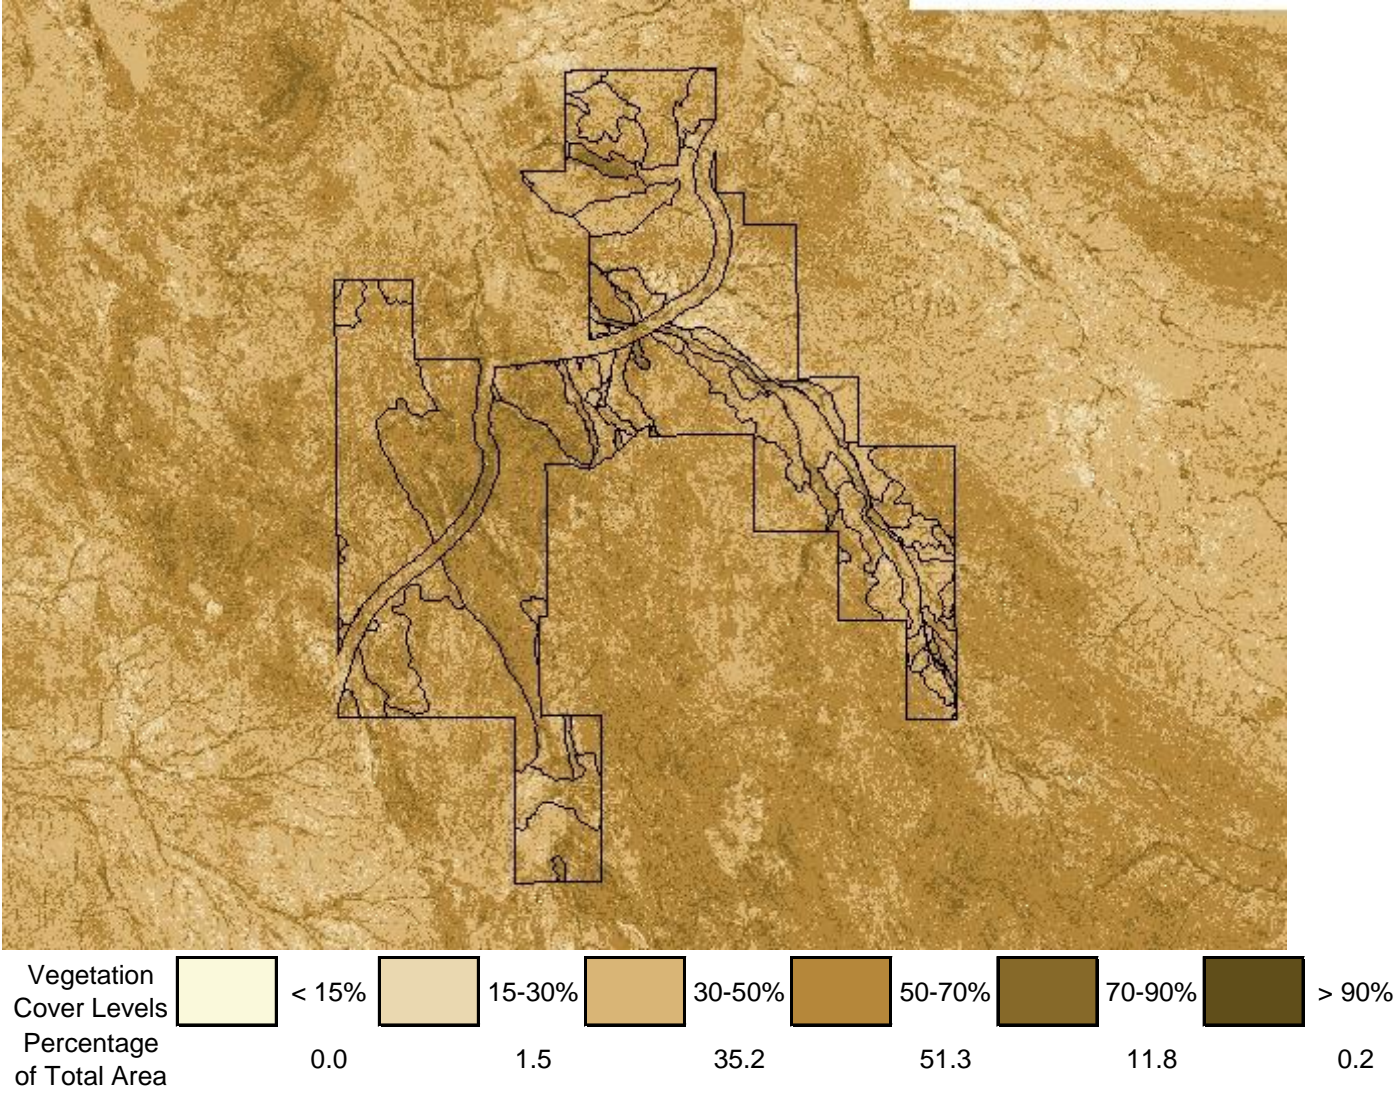 Vegetation Cover Levels < 15% 15-30% 30-50% 50-70% 70-90% > 90%
Percentage of Total Area 0.0 1.5 35.2 51.3 11.8 0.2